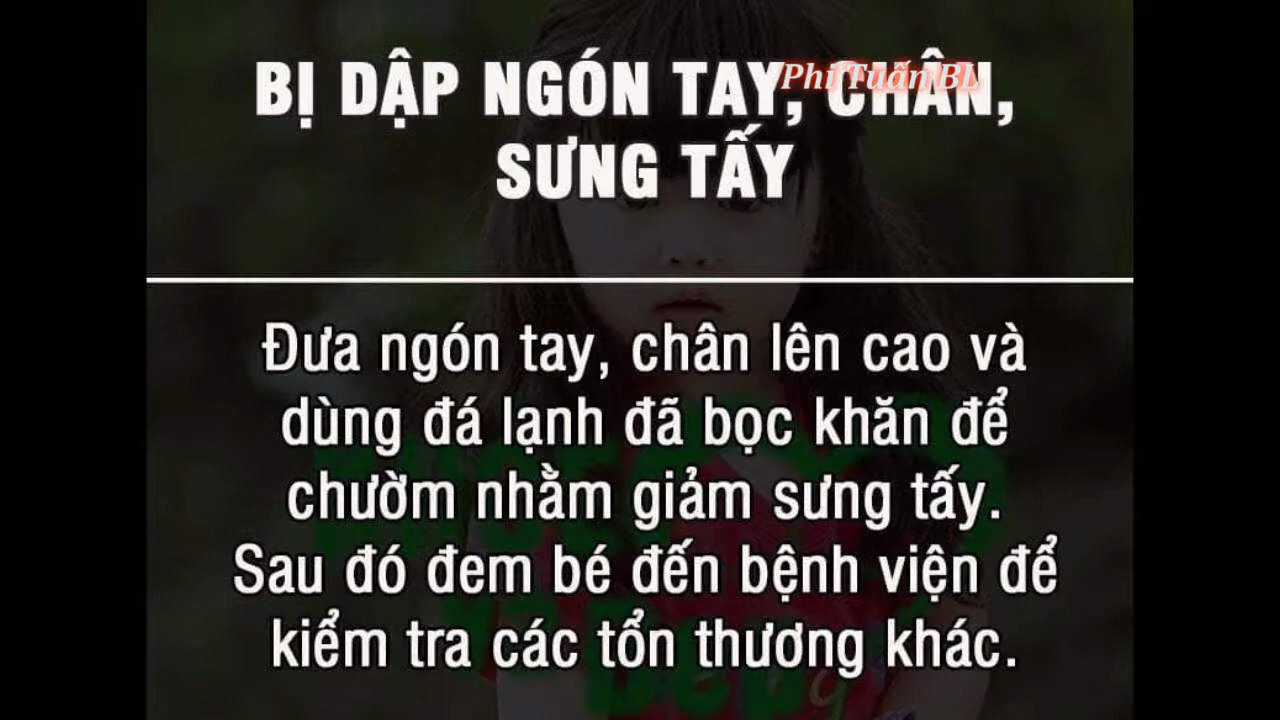 Phi Tuấn BL
BỊ DẬP NGÓN TAY, CHÂN,
SƯNG TẤY
Đưa ngón tay, chân lên cao và
dùng đá lạnh đã bọc khăn để
chườm nhằm giảm sưng tấy.
Sau đó đem bé đến bệnh viện để
kiểm tra các tổn thương khác.